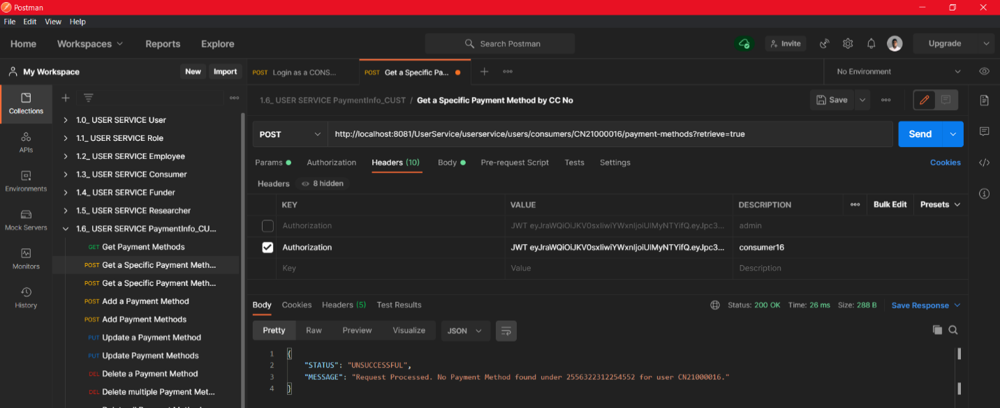 Postman
File Edit View Help
Home Workspaces Reports Explore Search Postman Invite Upgrade
My Workspace New Import
POST Login as a CONS... POST Get a Specific Pa... No Environment
Collections
APIs
Environments
Mock Servers
Monitors
History
1.0_ USER SERVICE User
1.1_ USER SERVICE Role
1.2_ USER SERVICE Employee
1.3_ USER SERVICE Consumer
1.4_ USER SERVICE Funder
1.5_ USER SERVICE Researcher
1.6_ USER SERVICE PaymentInfo_CU...
GET Get Payment Methods
POST Get a Specific Payment Meth...
POST Get a Specific Payment Meth...
POST Add a Payment Method
POST Add Payment Methods
PUT Update a Payment Method
PUT Update Payment Methods
DEL Delete a Payment Method
DEL Delete multiple Payment Met...
1.6_ USER SERVICE PaymentInfo_CUST / Get a Specific Payment Method by CC No Save
POST http://localhost:8081/UserService/userservice/users/consumers/CN21000016/payment-methods?retrieve=true Send
Params Authorization Headers (10) Body Pre-request Script Tests Settings Cookies
Headers 8 hidden
KEY VALUE DESCRIPTION Bulk Edit Presets
Authorization JWT eyJraWQiOiJKV0sxIiwiYWxnIjoiUlMyNTYifQ.eyJpc3... admin
Authorization JWT eyJraWQiOiJKV0sxIiwiYWxnIjoiUlMyNTYifQ.eyJpc3... consumer16
Key Value Description
Body Cookies Headers (5) Test Results Status: 200 OK Time: 26 ms Size: 288 B Save Response
Pretty Raw Preview Visualize JSON
1 {
2 "STATUS": "UNSUCCESSFUL",
3 "MESSAGE": "Request Processed. No Payment Method found under 2556322312254552 for user CN21000016."
4 }